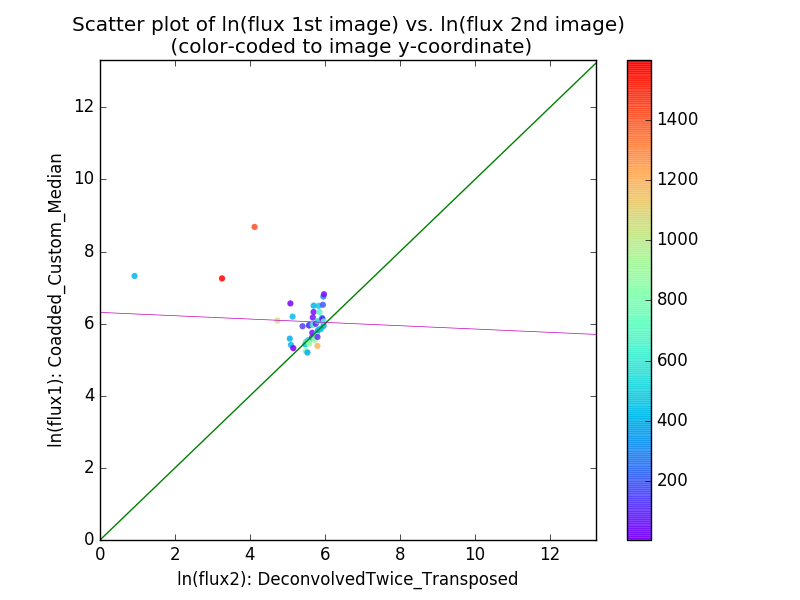 Scatter plot of ln(flux 1st image) vs. ln(flux 2nd image)
(color-coded to image y-coordinate)
12
10
8
6
4
2
0
0 2 4 6 8 10 12
ln(flux1): Coadded_Custom_Median
ln(flux2): DeconvolvedTwice_Transposed
1400
1200
1000
800
600
400
200